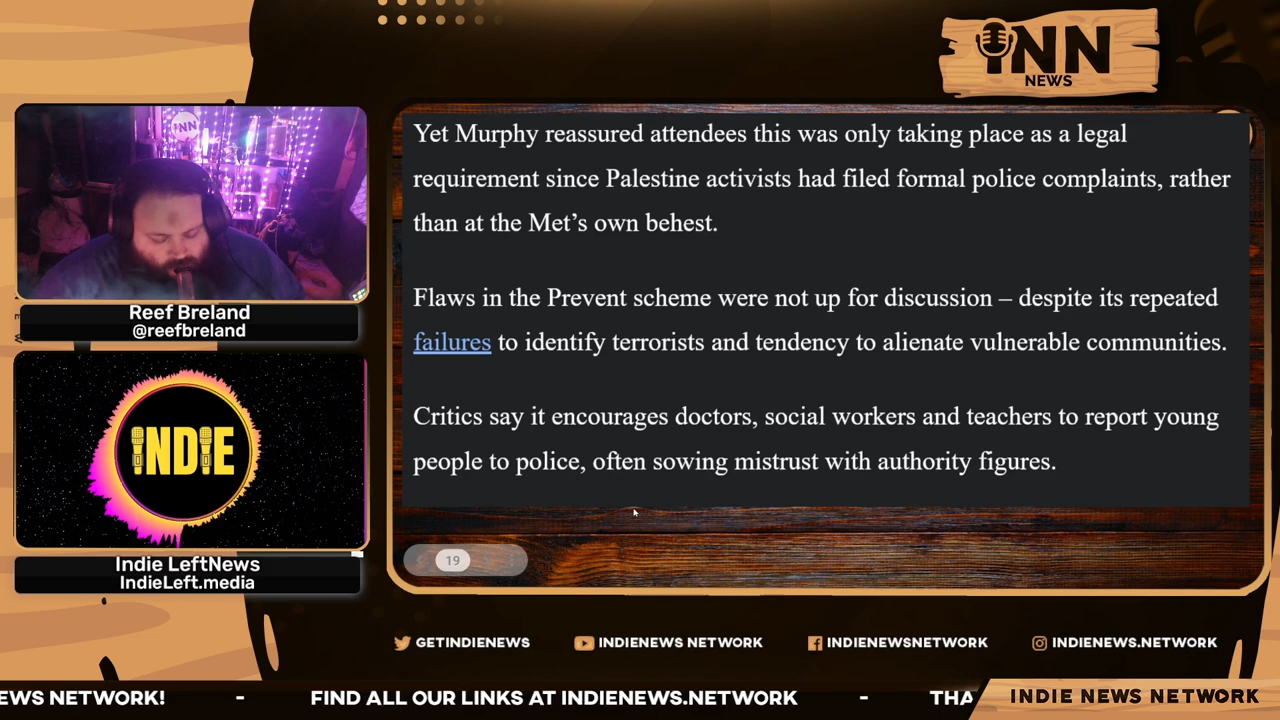 iNN
NEWS
iNN
Yet Murphy reassured attendees this was only taking place as a legal
requirement since Palestine activists had filed formal police complaints, rather
than at the Met’s own behest.
Flaws in the Prevent scheme were not up for discussion – despite its repeated
failures to identify terrorists and tendency to alienate vulnerable communities.
Critics say it encourages doctors, social workers and teachers to report young
people to police, often sowing mistrust with authority figures.
19
Reef Breland
@reefbreland
iNDiE
Indie LeftNews
IndieLeft.media
GETINDIENEWS
INDIENEWS NETWORK
INDIENEWSNETWORK
INDIENEWS.NETWORK
EWS NETWORK! - FIND ALL OUR LINKS AT INDIENEWS.NETWORK - THA
INDIE NEWS NETWORK